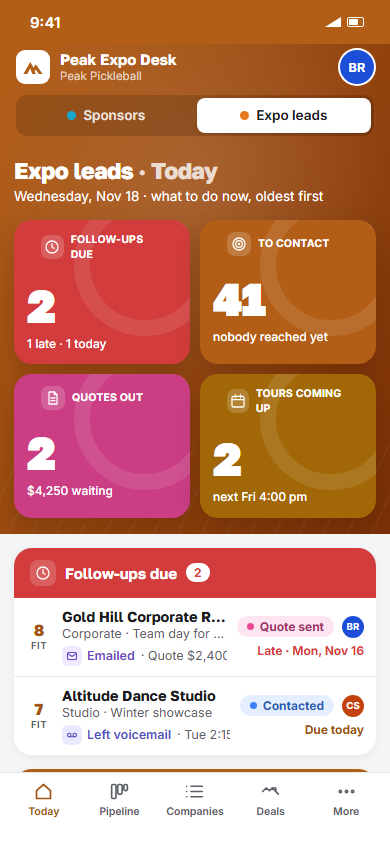 9:41
Peak Expo Desk
Peak Pickleball
BR
Sponsors
Expo leads
Expo leads · Today
Wednesday, Nov 18 · what to do now, oldest first
FOLLOW-UPS DUE
2
1 late · 1 today
TO CONTACT
41
nobody reached yet
QUOTES OUT
2
$4,250 waiting
TOURS COMING UP
2
next Fri 4:00 pm
Follow-ups due 2
8 FIT
Gold Hill Corporate R...
Corporate · Team day for ...
Emailed · Quote $2,400
Quote sent BR
Late · Mon, Nov 16
7 FIT
Altitude Dance Studio
Studio · Winter showcase
Left voicemail · Tue 2:15
Contacted CS
Due today
Today
Pipeline
Companies
Deals
More